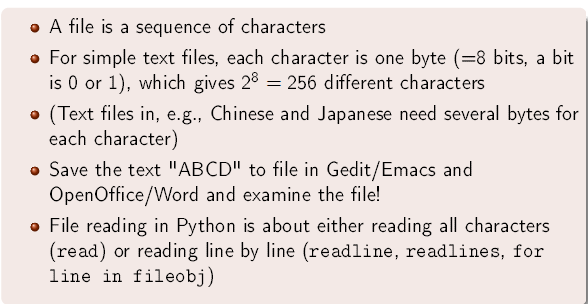 A file is a sequence of characters
For simple text files, each character is one byte (=8 bits, a bit
is 0 or 1), which gives 2⁸ = 256 different characters
(Text files in, e.g., Chinese and Japanese need several bytes for
each character)
Save the text "ABCD" to file in Gedit/Emacs and
OpenOffice/Word and examine the file!
File reading in Python is about either reading all characters
(read) or reading line by line (readline, readlines, for
line in fileobj)